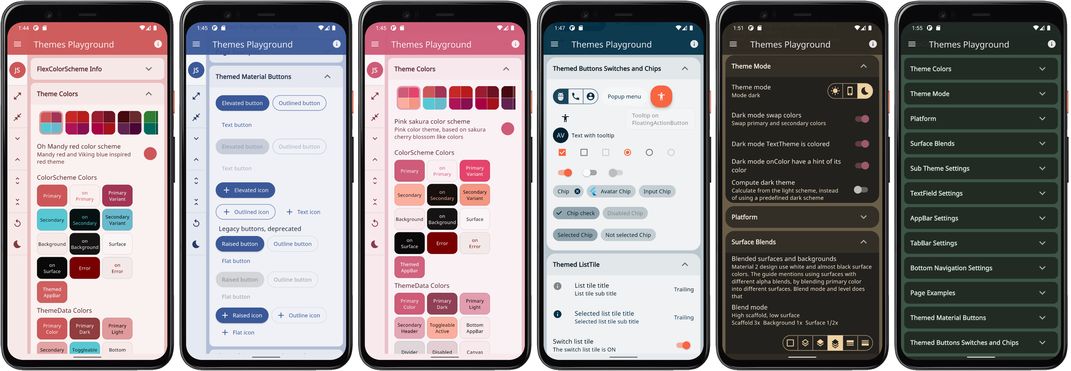 1:44
Themes Playground
JS
FlexColorScheme Info
Theme Colors
Oh Mandy red color scheme
Mandy red and Viking blue inspired
red theme
ColorScheme Colors
Primary
on
Primary
Primary
Variant
Secondary
on
Secondary
Secondary
Variant
Background
on
Background
Surface
on
Surface
Error
on
Error
Themed
AppBar
ThemeData Colors
Primary
Color
Primary
Dark
Primary
Light
Secondary
Toggleable
Bottom
1:45
Themes Playground
JS
Themed Material Buttons
Elevated button
Outlined button
Text button
Elevated button
Outlined button
Text button
Elevated icon
Outlined icon
Text icon
Legacy buttons, deprecated
Raised button
Outline button
Flat button
Raised button
Outline button
Flat button
Raised icon
Outline icon
Flat icon
1:45
Themes Playground
JS
Theme Colors
Pink sakura color scheme
Pink color theme, based on sakura
cherry blossom like colors
ColorScheme Colors
Primary
on
Primary
Primary
Variant
Secondary
on
Secondary
Secondary
Variant
Background
on
Background
Surface
on
Surface
Error
on
Error
Themed
AppBar
ThemeData Colors
Primary
Color
Primary
Dark
Primary
Light
Secondary
Header
Toggleable
Active
Bottom
AppBar
Divider
Disabled
Canvas
1:47
Themes Playground
Themed Buttons Switches and Chips
Popup menu
Tooltip on
FloatingActionButton
AV
Text with tooltip
Chip
Avatar Chip
Input Chip
Chip check
Disabled Chip
Selected Chip
Not selected Chip
Themed ListTile
List tile title
List tile sub title
Trailing
Selected list tile title
Selected list tile sub title
Trailing
Switch list tile
The switch list tile is ON
1:51
Themes Playground
Theme Mode
Theme mode
Mode dark
Dark mode swap colors
Swap primary and secondary colors
Dark mode TextTheme is colored
Dark mode onColor have a hint of its
color
Compute dark theme
Calculate from the light scheme, instead
of using a predefined dark scheme
Platform
Surface Blends
Blended surfaces and backgrounds
Material 2 design use white and almost black surface
colors. The guide mentions using surfaces with
different alpha blends, by blending primary color
into different surfaces. Blend mode and level does
that
Blend mode
High scaffold, low surface
Scaffold 3x Background 1x Surface 1/2x
1:55
Themes Playground
Theme Colors
Theme Mode
Platform
Surface Blends
Sub Theme Settings
TextField Settings
AppBar Settings
TabBar Settings
Bottom Navigation Settings
Page Examples
Themed Material Buttons
Themed Buttons Switches and Chips